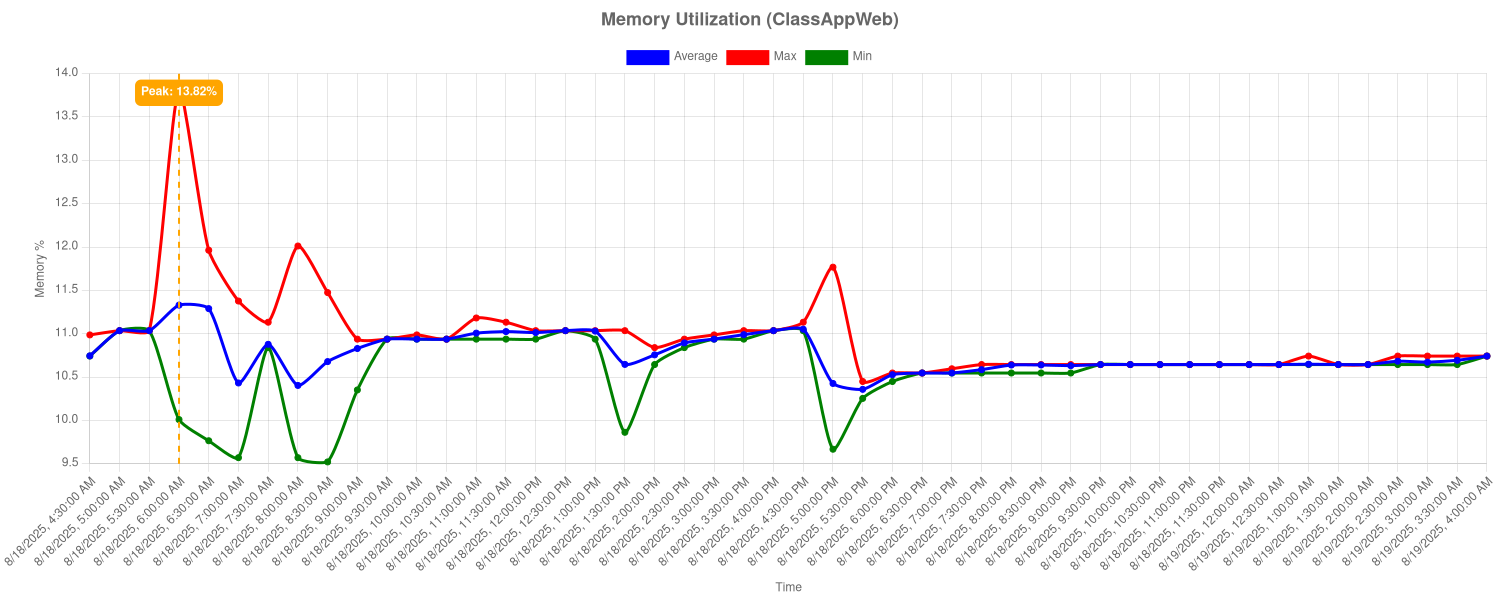 Memory Utilization (ClassAppWeb)
Average Max Min
14.0
Peak: 13.82%
13.5
13.0
12.5
12.0
11.5
11.0
10.5
10.0
9.5
Memory %
8/18/2025, 4:30:00 AM
8/18/2025, 5:00:00 AM
8/18/2025, 5:30:00 AM
8/18/2025, 6:00:00 AM
8/18/2025, 6:30:00 AM
8/18/2025, 7:00:00 AM
8/18/2025, 7:30:00 AM
8/18/2025, 8:00:00 AM
8/18/2025, 8:30:00 AM
8/18/2025, 9:00:00 AM
8/18/2025, 9:30:00 AM
8/18/2025, 10:00:00 AM
8/18/2025, 10:30:00 AM
8/18/2025, 11:00:00 AM
8/18/2025, 11:30:00 AM
8/18/2025, 12:00:00 PM
8/18/2025, 12:30:00 PM
8/18/2025, 1:00:00 PM
8/18/2025, 1:30:00 PM
8/18/2025, 2:00:00 PM
8/18/2025, 2:30:00 PM
8/18/2025, 3:00:00 PM
8/18/2025, 3:30:00 PM
8/18/2025, 4:00:00 PM
8/18/2025, 4:30:00 PM
8/18/2025, 5:00:00 PM
8/18/2025, 5:30:00 PM
8/18/2025, 6:00:00 PM
8/18/2025, 6:30:00 PM
8/18/2025, 7:00:00 PM
8/18/2025, 7:30:00 PM
8/18/2025, 8:00:00 PM
8/18/2025, 8:30:00 PM
8/18/2025, 9:00:00 PM
8/18/2025, 9:30:00 PM
8/18/2025, 10:00:00 PM
8/18/2025, 10:30:00 PM
8/18/2025, 11:00:00 PM
8/18/2025, 11:30:00 PM
8/19/2025, 12:00:00 AM
8/19/2025, 12:30:00 AM
8/19/2025, 1:00:00 AM
8/19/2025, 1:30:00 AM
8/19/2025, 2:00:00 AM
8/19/2025, 2:30:00 AM
8/19/2025, 3:00:00 AM
8/19/2025, 3:30:00 AM
8/19/2025, 4:00:00 AM
Time